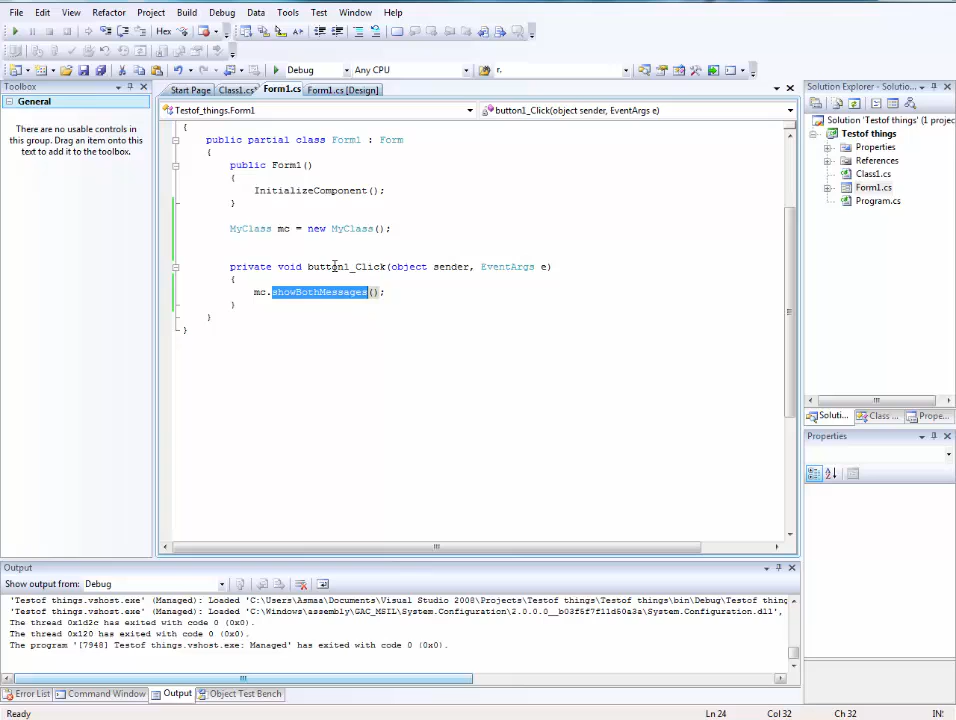 File Edit View Refactor Project Build Debug Data Tools Test Window Help
Hex
Debug Any CPU r.
Toolbox
General
There are no usable controls in this group. Drag an item onto this text to add it to the toolbox.
Start Page Class1.cs* Form1.cs Form1.cs [Design]
Testof_things.Form1 button1_Click(object sender, EventArgs e)
{
public partial class Form1 : Form
{
public Form1()
{
InitializeComponent();
}
MyClass mc = new MyClass();
private void button1_Click(object sender, EventArgs e)
{
mc.showBothMessages();
}
}
}
Solution Explorer - Solutio...
Solution 'Testof things' (1 projec
Testof things
Properties
References
Class1.cs
Form1.cs
Program.cs
Soluti... Class ... Prope...
Properties
Output
Show output from: Debug
'Testof things.vshost.exe' (Managed): Loaded 'C:\Users\Asmaa\Documents\Visual Studio 2008\Projects\Testof things\Testof things\bin\Debug\Testof thing
'Testof things.vshost.exe' (Managed): Loaded 'C:\Windows\assembly\GAC_MSIL\System.Configuration\2.0.0.0__b03f5f7f11d50a3a\System.Configuration.dll',
The thread 0x1d2c has exited with code 0 (0x0).
The thread 0x120 has exited with code 0 (0x0).
The program '[7948] Testof things.vshost.exe: Managed' has exited with code 0 (0x0).
Error List Command Window Output Object Test Bench
Ready Ln 24 Col 32 Ch 32 IN: